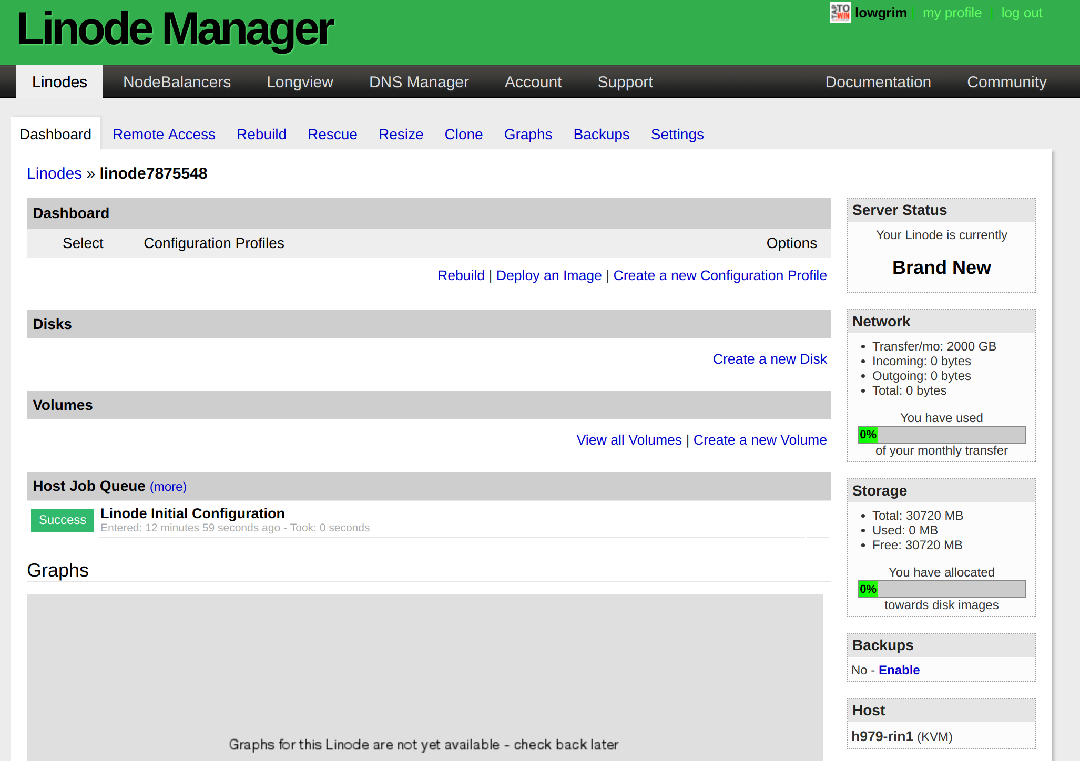 Linode Manager
lowgrim | my profile | log out
Linodes NodeBalancers Longview DNS Manager Account Support Documentation Community
Dashboard Remote Access Rebuild Rescue Resize Clone Graphs Backups Settings
Linodes » linode7875548
Dashboard
Select Configuration Profiles Options
Rebuild | Deploy an Image | Create a new Configuration Profile
Disks
Create a new Disk
Volumes
View all Volumes | Create a new Volume
Host Job Queue (more)
Success Linode Initial Configuration
Entered: 12 minutes 59 seconds ago - Took: 0 seconds
Graphs
Graphs for this Linode are not yet available - check back later
Server Status
Your Linode is currently
Brand New
Network
• Transfer/mo: 2000 GB
• Incoming: 0 bytes
• Outgoing: 0 bytes
• Total: 0 bytes
You have used
0%
of your monthly transfer
Storage
• Total: 30720 MB
• Used: 0 MB
• Free: 30720 MB
You have allocated
0%
towards disk images
Backups
No - Enable
Host
h979-rin1 (KVM)